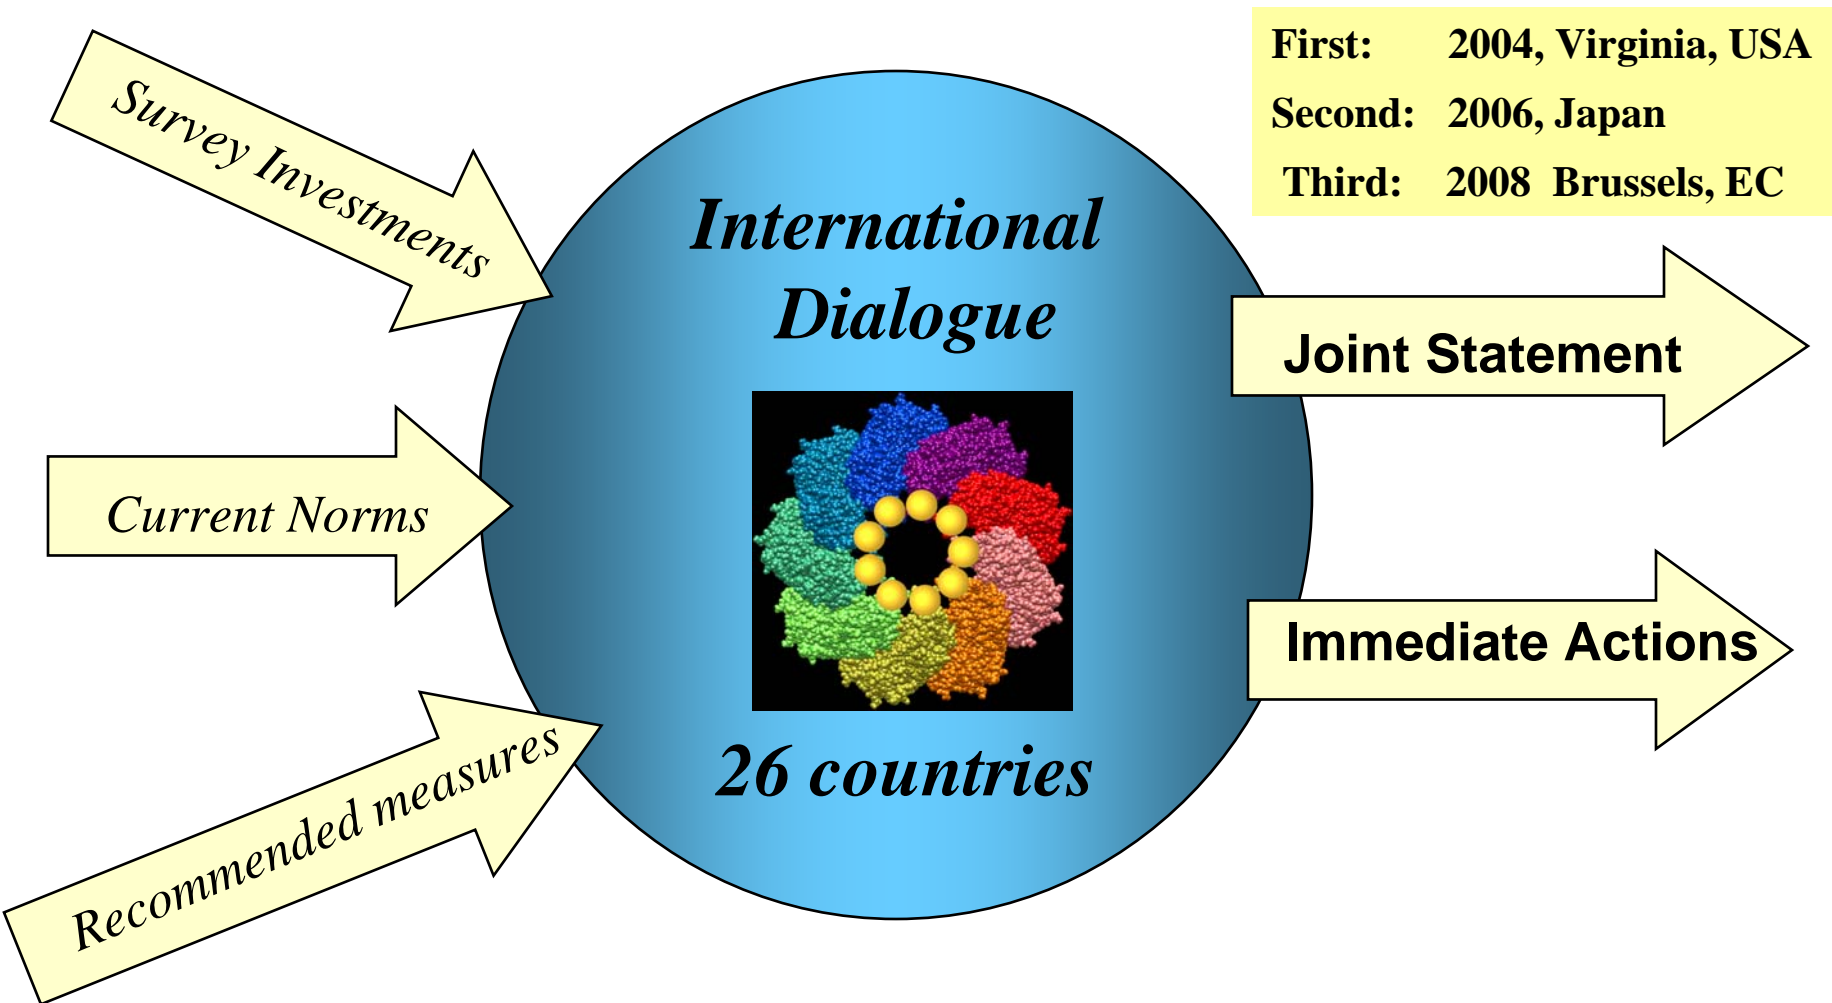 First: 2004, Virginia, USA
Second: 2006, Japan
Third: 2008 Brussels, EC
Survey Investments
Current Norms
Recommended measures
International
Dialogue
26 countries
Joint Statement
Immediate Actions